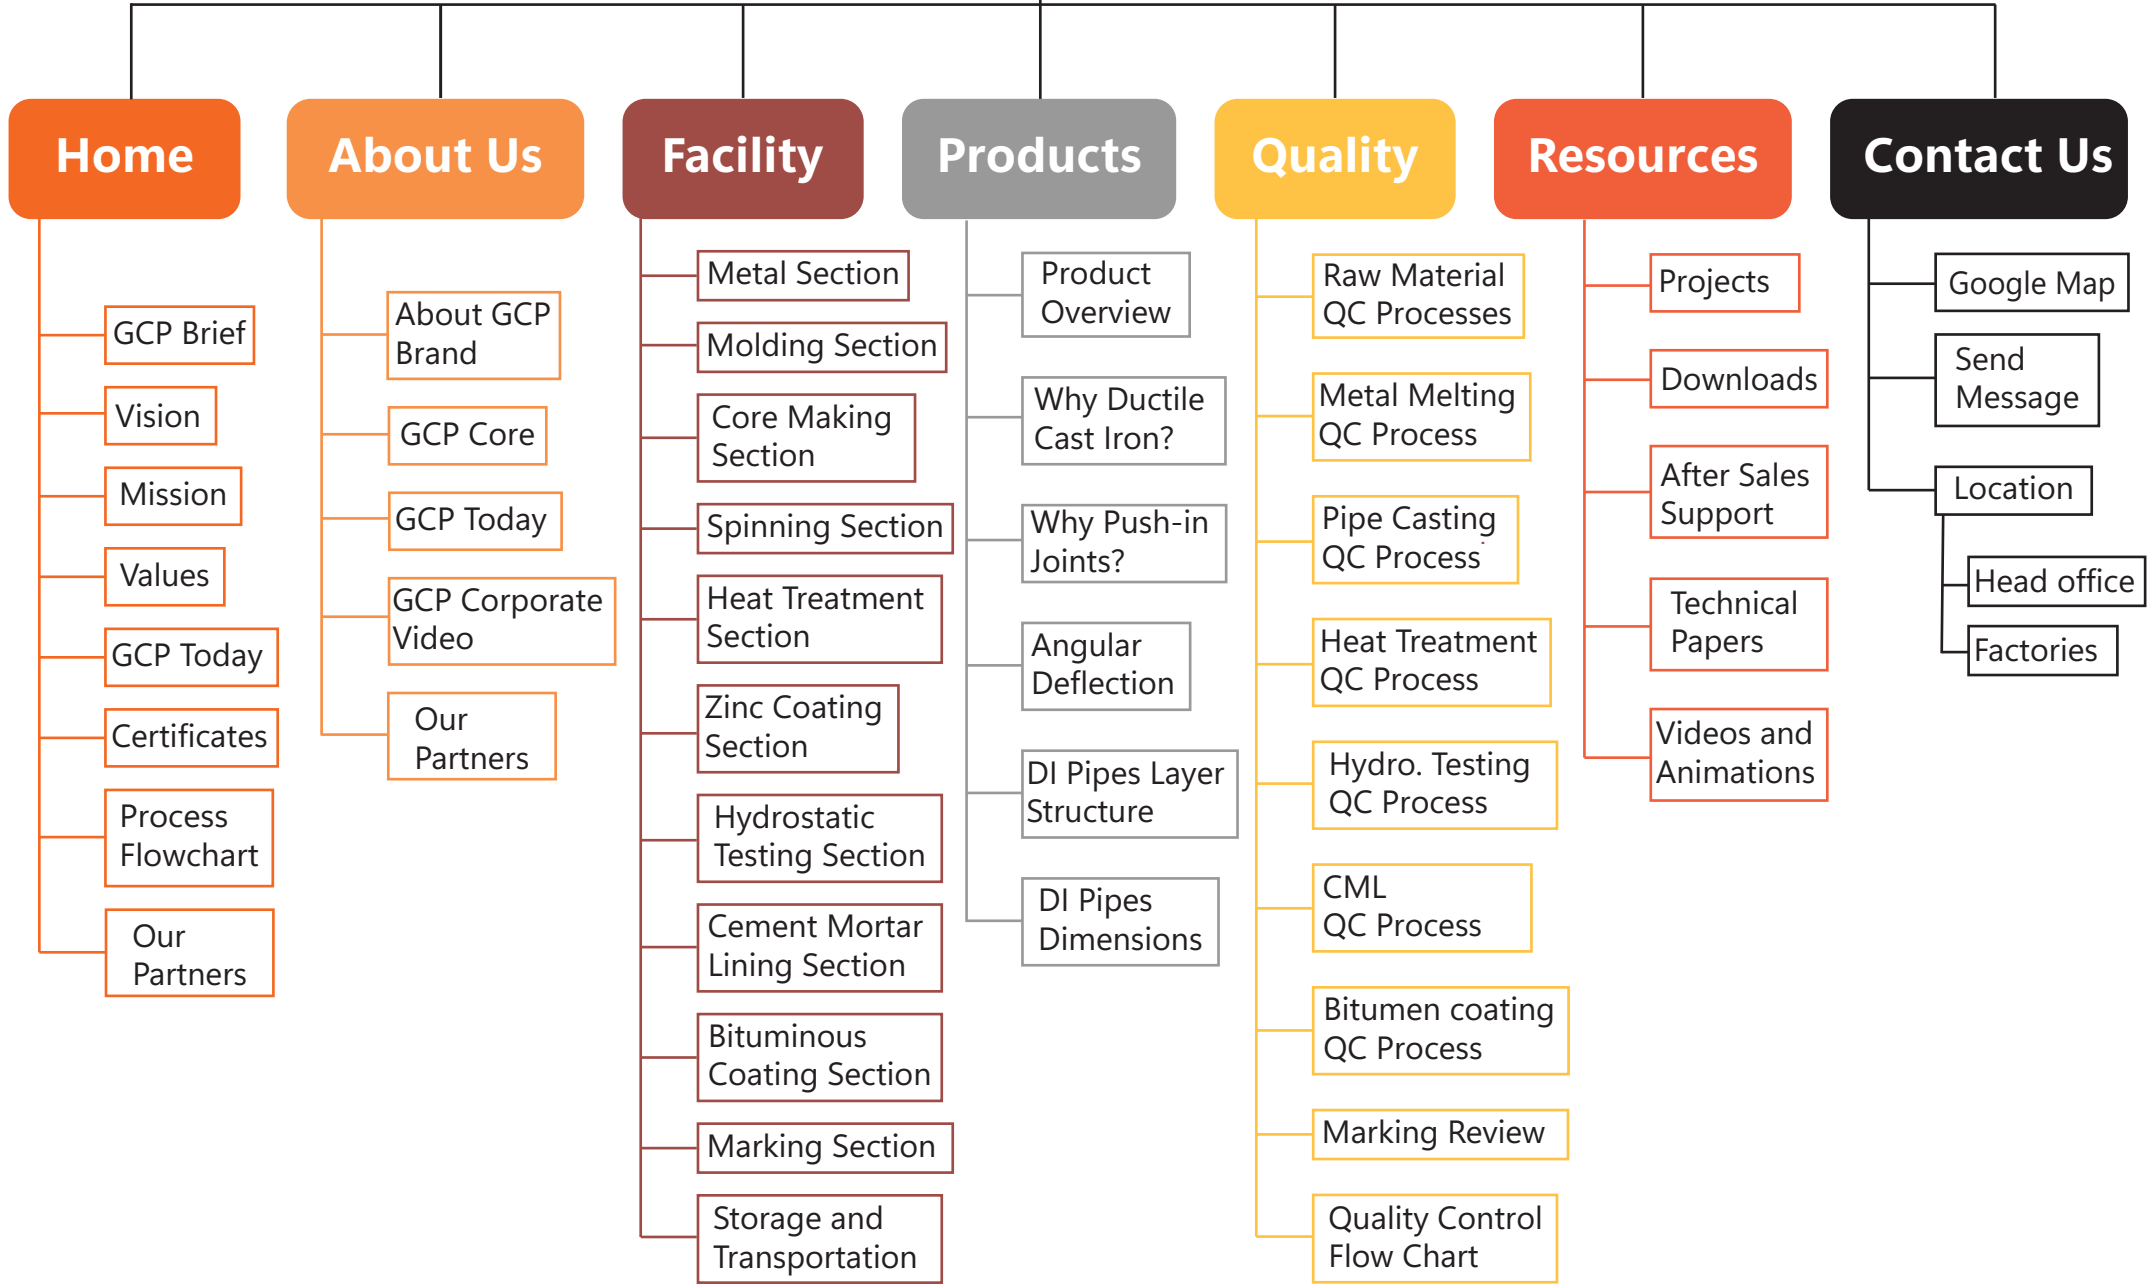 Home
GCP Brief
Vision
Mission
Values
GCP Today
Certificates
Process
Flowchart
Our
Partners
About Us
About GCP
Brand
GCP Core
GCP Today
GCP Corporate
Video
Our
Partners
Facility
Metal Section
Molding Section
Core Making
Section
Spinning Section
Heat Treatment
Section
Zinc Coating
Section
Hydrostatic
Testing Section
Cement Mortar
Lining Section
Bituminous
Coating Section
Marking Section
Storage and
Transportation
Products
Product
Overview
Why Ductile
Cast Iron?
Why Push-in
Joints?
Angular
Deflection
DI Pipes Layer
Structure
DI Pipes
Dimensions
Quality
Raw Material
QC Processes
Metal Melting
QC Process
Pipe Casting
QC Process
Heat Treatment
QC Process
Hydro. Testing
QC Process
CML
QC Process
Bitumen coating
QC Process
Marking Review
Quality Control
Flow Chart
Resources
Projects
Downloads
After Sales
Support
Technical
Papers
Videos and
Animations
Contact Us
Google Map
Send
Message
Location
Head office
Factories